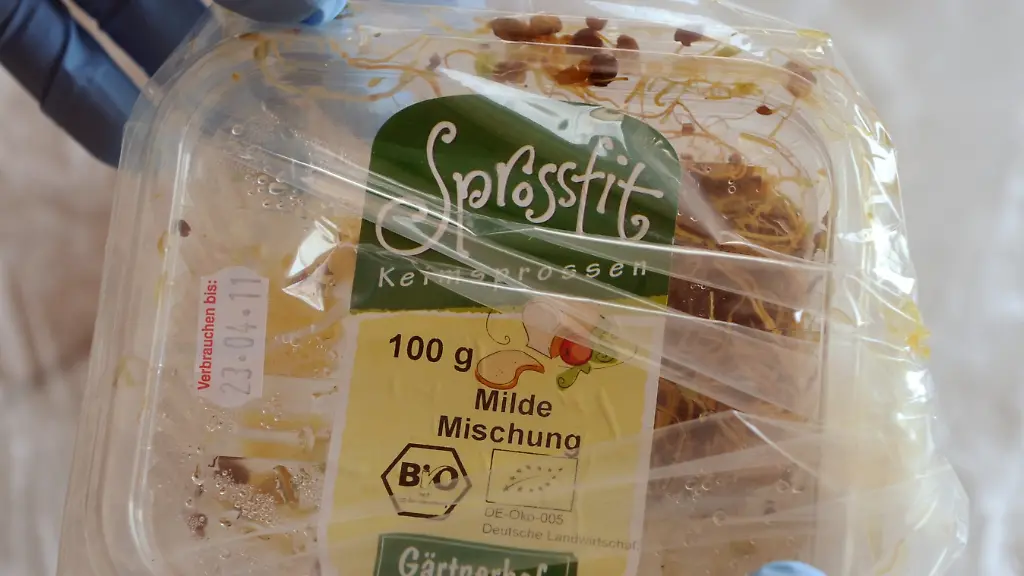 Sprossfit
Keimsprossen
Verbrauchen bis:
23.04.11
100 g
Milde
Mischung
BIO
DE-Öko-005
Deutsche Landwirtschaft
Gärtnerhof